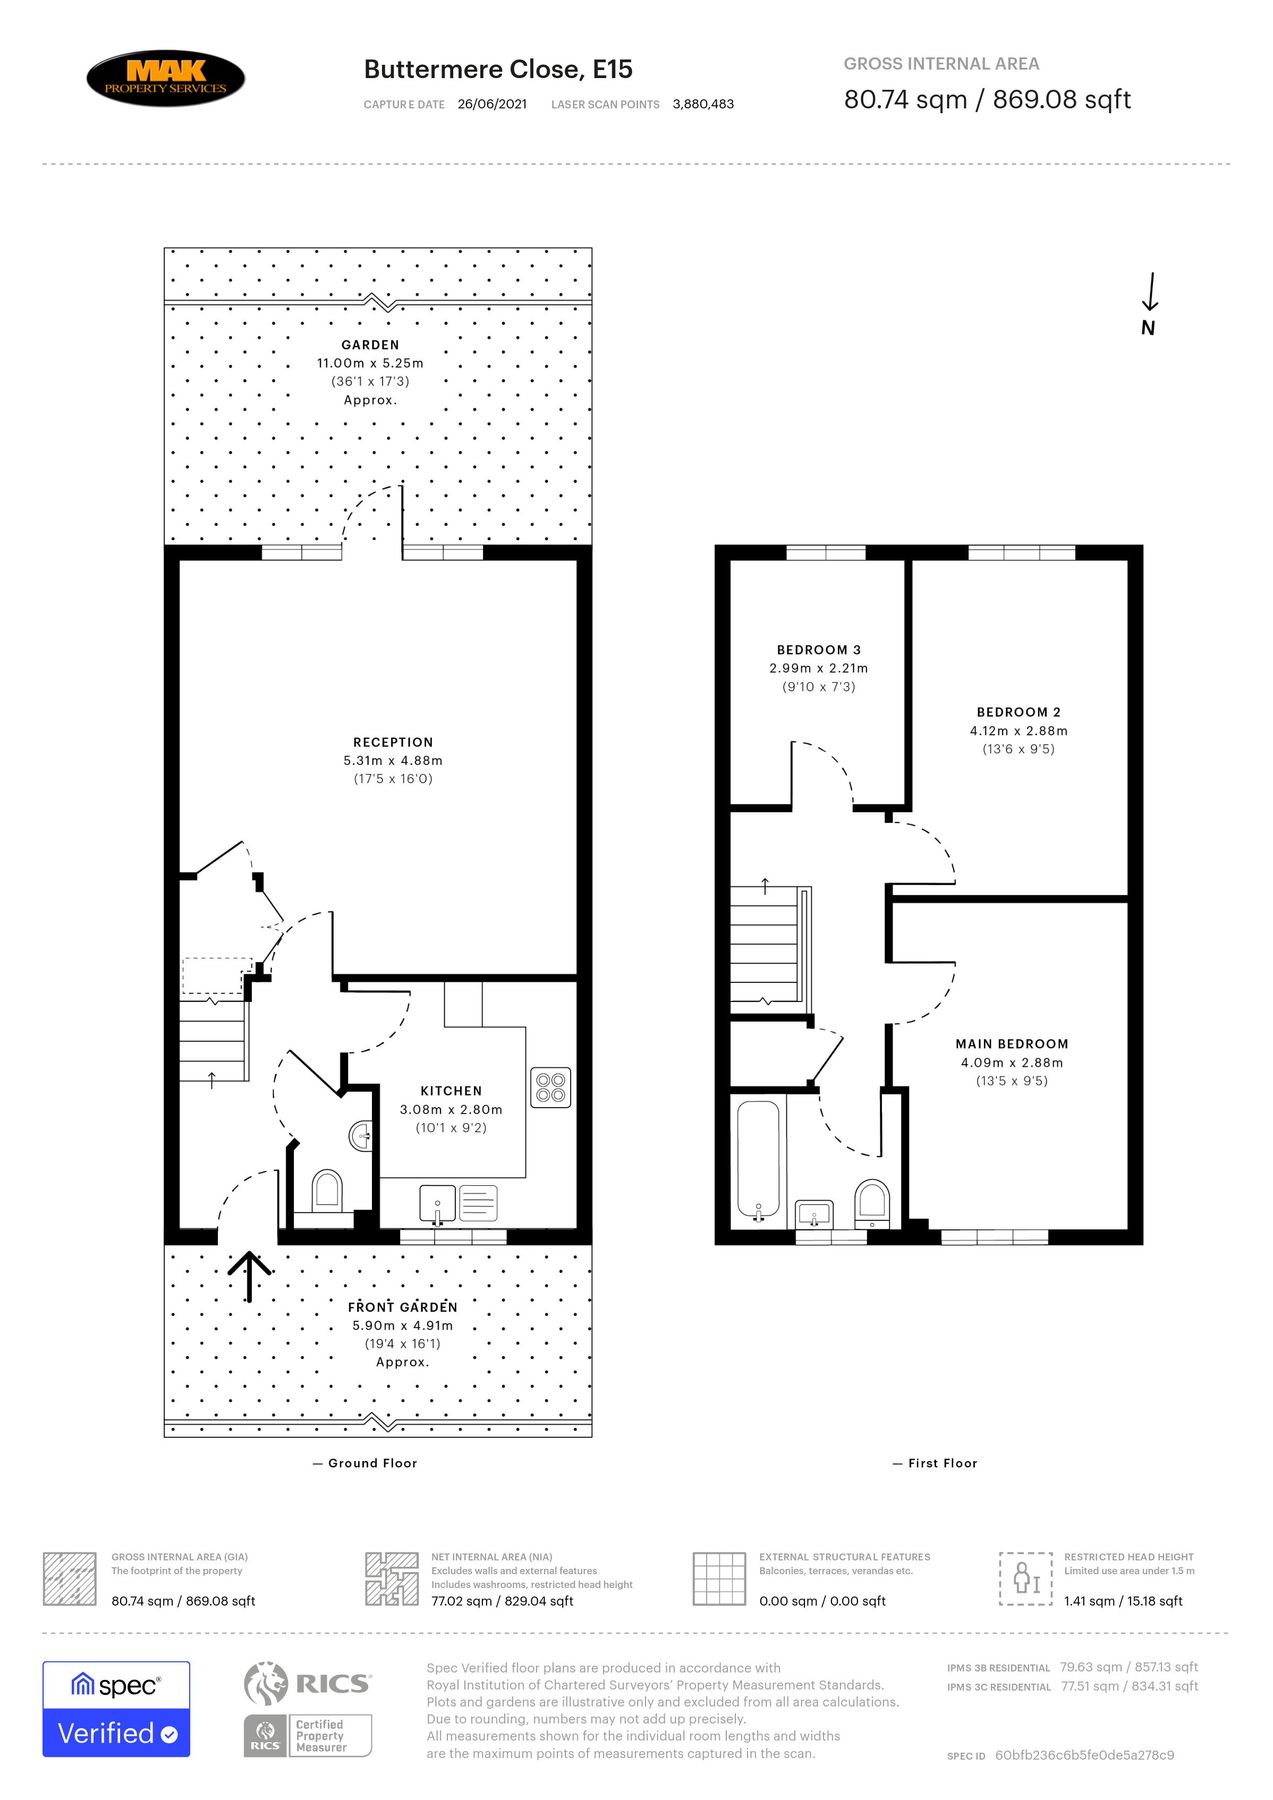 MAK
PROPERTY SERVICES
Buttermere Close, E15
CAPTURE DATE 26/06/2021 LASER SCAN POINTS 3,880,483
GROSS INTERNAL AREA
80.74 sqm / 869.08 sqft
N
GARDEN
11.00m x 5.25m
(36'1 x 17'3)
Approx.
RECEPTION
5.31m x 4.88m
(17'5 x 16'0)
KITCHEN
3.08m x 2.80m
(10'1 x 9'2)
FRONT GARDEN
5.90m x 4.91m
(19'4 x 16'1)
Approx.
— Ground Floor
BEDROOM 3
2.99m x 2.21m
(9'10 x 7'3)
BEDROOM 2
4.12m x 2.88m
(13'6 x 9'5)
MAIN BEDROOM
4.09m x 2.88m
(13'5 x 9'5)
— First Floor
GROSS INTERNAL AREA (GIA)
The footprint of the property
80.74 sqm / 869.08 sqft
NET INTERNAL AREA (NIA)
Excludes walls and external features
Includes washrooms, restricted head height
77.02 sqm / 829.04 sqft
EXTERNAL STRUCTURAL FEATURES
Balconies, terraces, verandas etc.
0.00 sqm / 0.00 sqft
RESTRICTED HEAD HEIGHT
Limited use area under 1.5 m
1.41 sqm / 15.18 sqft
spec®
Verified
RICS®
RICS
Certified
Property
Measurer
Spec Verified floor plans are produced in accordance with
Royal Institution of Chartered Surveyors' Property Measurement Standards.
Plots and gardens are illustrative only and excluded from all area calculations.
Due to rounding, numbers may not add up precisely.
All measurements shown for the individual room lengths and widths
are the maximum points of measurements captured in the scan.
IPMS 3B RESIDENTIAL 79.63 sqm / 857.13 sqft
IPMS 3C RESIDENTIAL 77.51 sqm / 834.31 sqft
SPEC ID 60bfb236c6b5fe0de5a278c9